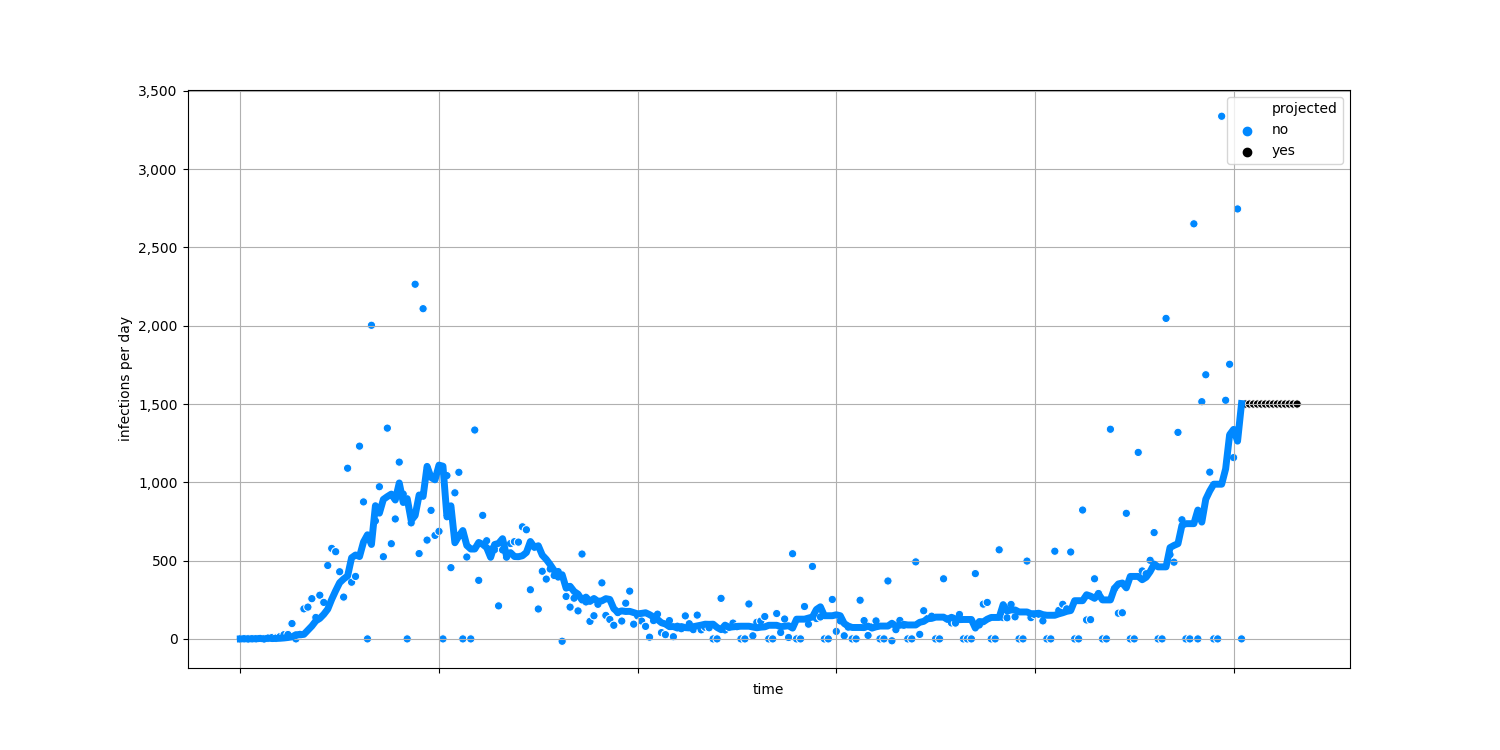 3,500
3,000
2,500
2,000
1,500
1,000
500
0
infections per day
time
projected
no
yes